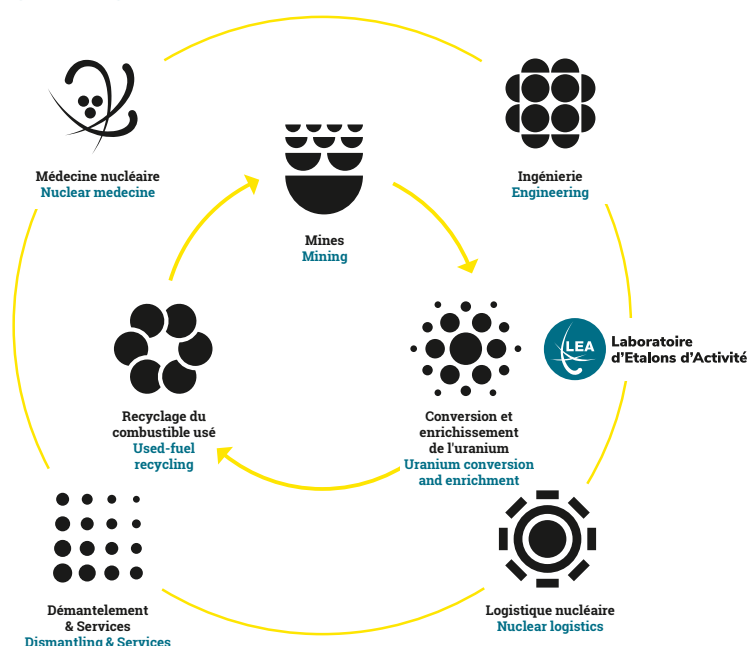 Médecine nucléaire
Nuclear medecine
Ingénierie
Engineering
Mines
Mining
LEA
Laboratoire
d'Etalons d'Activité
Recyclage du
combustible usé
Used-fuel
recycling
Conversion et
enrichissement
de l'uranium
Uranium conversion
and enrichment
Démantelement
& Services
Dismantling & Services
Logistique nucléaire
Nuclear logistics